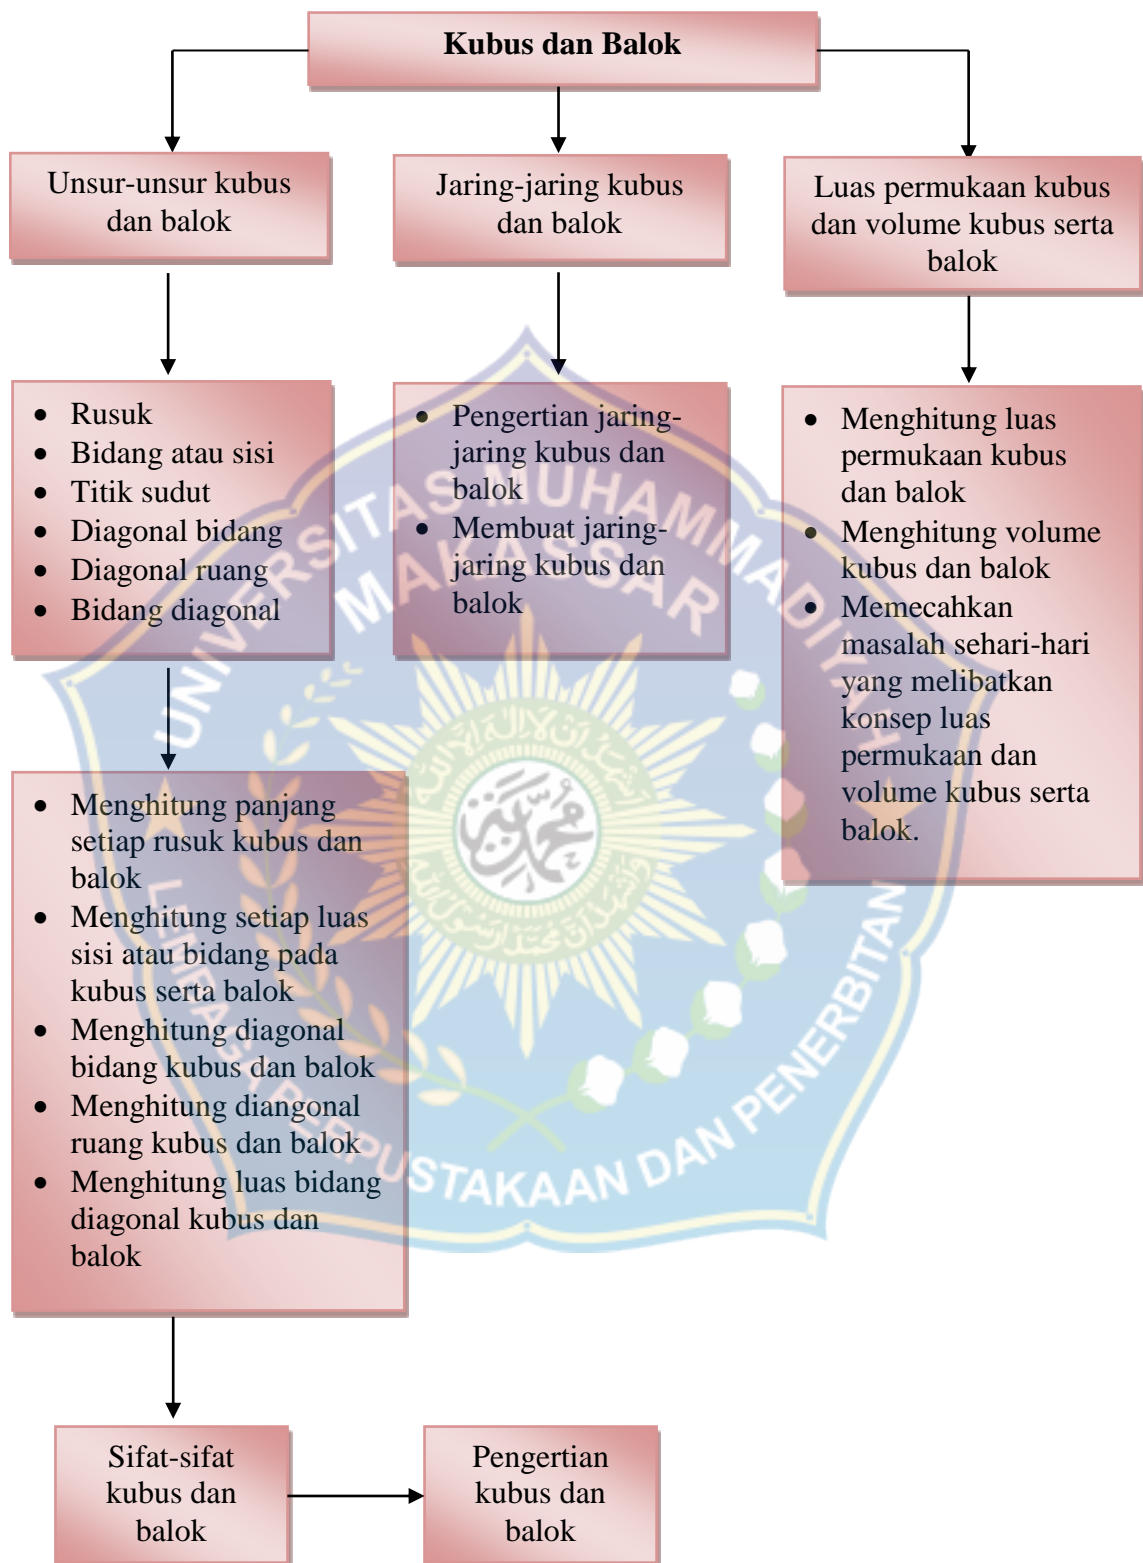 Kubus dan Balok
Unsur-unsur kubus
dan balok
Jaring-jaring kubus
dan balok
Luas permukaan kubus
dan volume kubus serta
balok
• Rusuk
• Bidang atau sisi
• Titik sudut
• Diagonal bidang
• Diagonal ruang
• Bidang diagonal
• Pengertian jaring-
jaring kubus dan
balok
• Membuat jaring-
jaring kubus dan
balok
• Menghitung luas
permukaan kubus
dan balok
• Menghitung volume
kubus dan balok
• Memecahkan
masalah sehari-hari
yang melibatkan
konsep luas
permukaan dan
volume kubus serta
balok.
• Menghitung panjang
setiap rusuk kubus dan
balok
• Menghitung setiap luas
sisi atau bidang pada
kubus serta balok
• Menghitung diagonal
bidang kubus dan balok
• Menghitung diangonal
ruang kubus dan balok
• Menghitung luas bidang
diagonal kubus dan
balok
Sifat-sifat
kubus dan
balok
Pengertian
kubus dan
balok
UNIVERSITAS MUHAMMADIYAH
MAKASSAR
LEMBAGA PERPUSTAKAAN DAN PENERBITAN